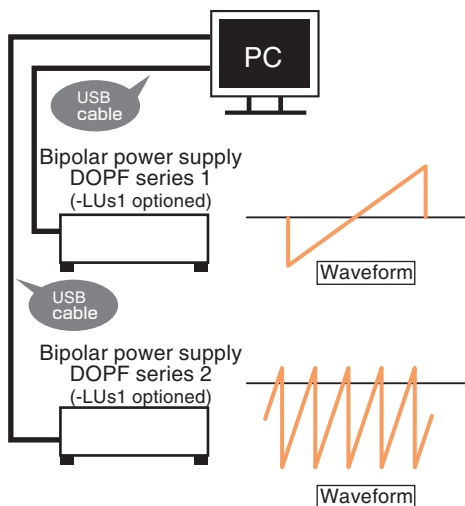 PC
USB
cable
Bipolar power supply
DOPF series 1
(-LUs1 optioned)
Waveform
USB
cable
Bipolar power supply
DOPF series 2
(-LUs1 optioned)
Waveform